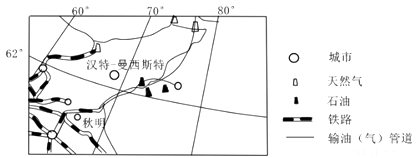 60°
70°
80°
62°
汉特-曼西斯特
秋明
城市
天然气
石油
铁路
输油（气）管道